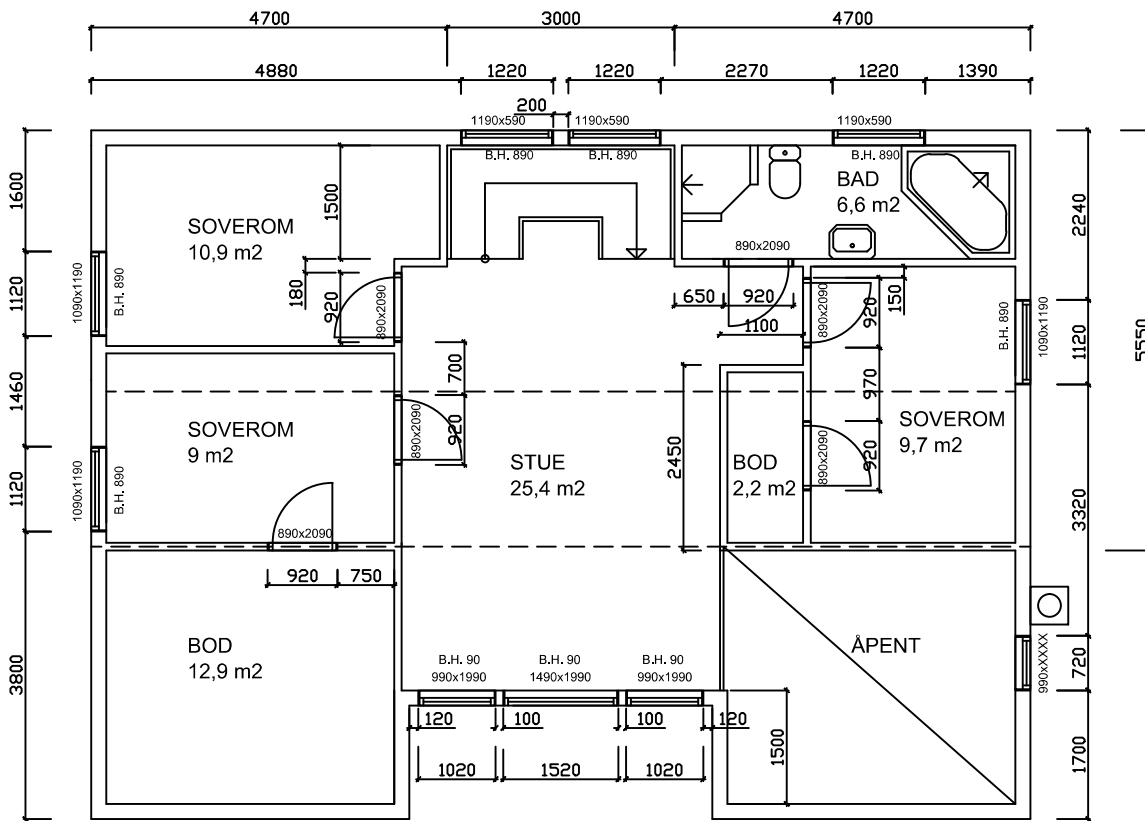 4700
3000
4700
4880
1220
1220
2270
1220
1390
200
1190x590
1190x590
1190x590
B.H. 890
B.H. 890
B.H. 890
1600
1500
SOVEROM
10,9 m2
BAD
6,6 m2
2240
890x2090
1120
1090x1190
B.H. 890
180
920
890x2090
650
920
1100
890x2090
920
150
B.H. 890
1090x1190
1120
5550
1460
700
970
SOVEROM
9 m2
890x2090
920
STUE
25,4 m2
2450
BOD
2,2 m2
890x2090
920
SOVEROM
9,7 m2
1120
1090x1190
B.H. 890
890x2090
3320
920
750
3800
BOD
12,9 m2
ÅPENT
B.H. 90
990x1990
B.H. 90
1490x1990
B.H. 90
990x1990
990xXXXX
720
120
100
100
120
1020
1520
1020
1500
1700